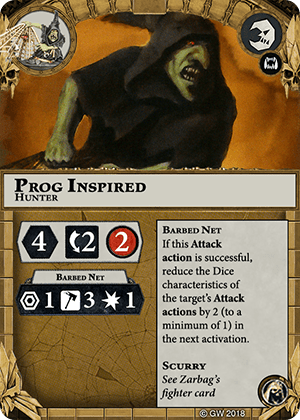 PROG INSPIRED
HUNTER
4 2 2
BARBED NET
1 3 1
BARBED NET
If this Attack
action is successful,
reduce the Dice
characteristics of
the target's Attack
actions by 2 (to a
minimum of 1) in
the next activation.
SCURRY
See Zarbag's
fighter card
© GW 2018